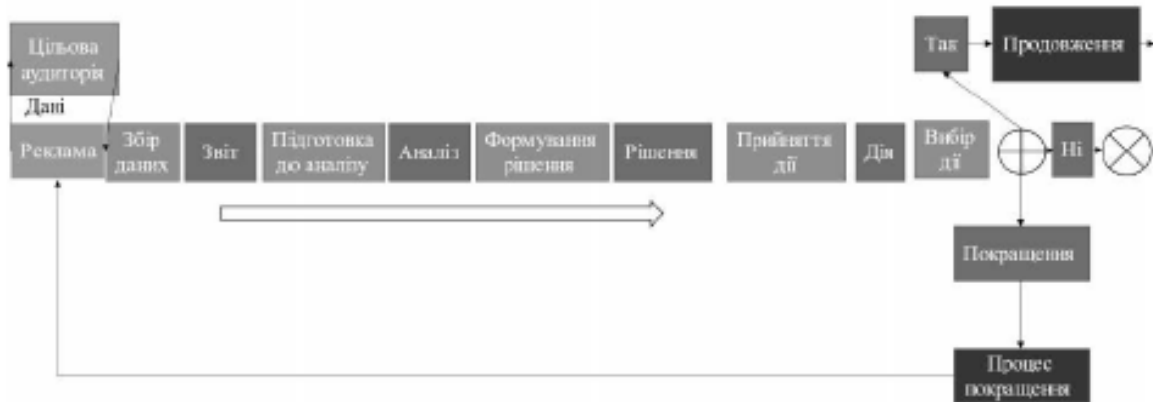 Цільова
аудиторія
Дані
Реклама
Збір
даних
Звіт
Підготовка
до аналізу
Аналіз
Формування
рішення
Рішення
Прийняття
дії
Дія
Вибір
дії
Так
Продовження
Ні
Покращення
Процес
покращення